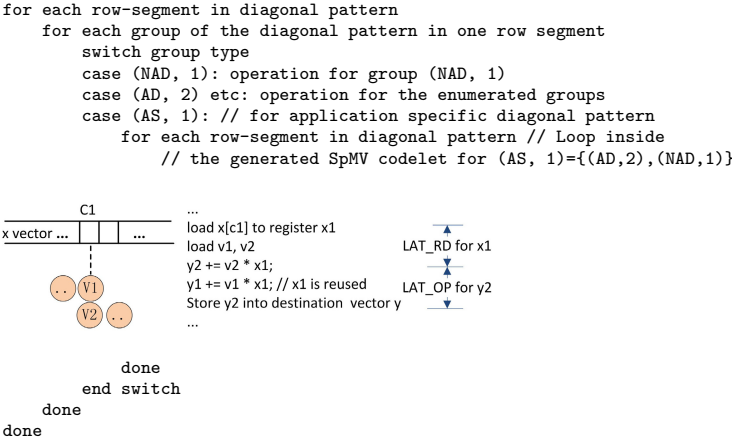 for each row-segment in diagonal pattern
    for each group of the diagonal pattern in one row segment
        switch group type
        case (NAD, 1): operation for group (NAD, 1)
        case (AD, 2) etc: operation for the enumerated groups
        case (AS, 1): // for application specific diagonal pattern
            for each row-segment in diagonal pattern // Loop inside
                // the generated SpMV codelet for (AS, 1)={(AD,2),(NAD,1)}
C1
x vector ... ...
.. V1
V2 ..
...
load x[c1] to register x1
load v1, v2
y2 += v2 * x1;
y1 += v1 * x1; // x1 is reused
Store y2 into destination vector y
...
LAT_RD for x1
LAT_OP for y2
            done
        end switch
    done
done